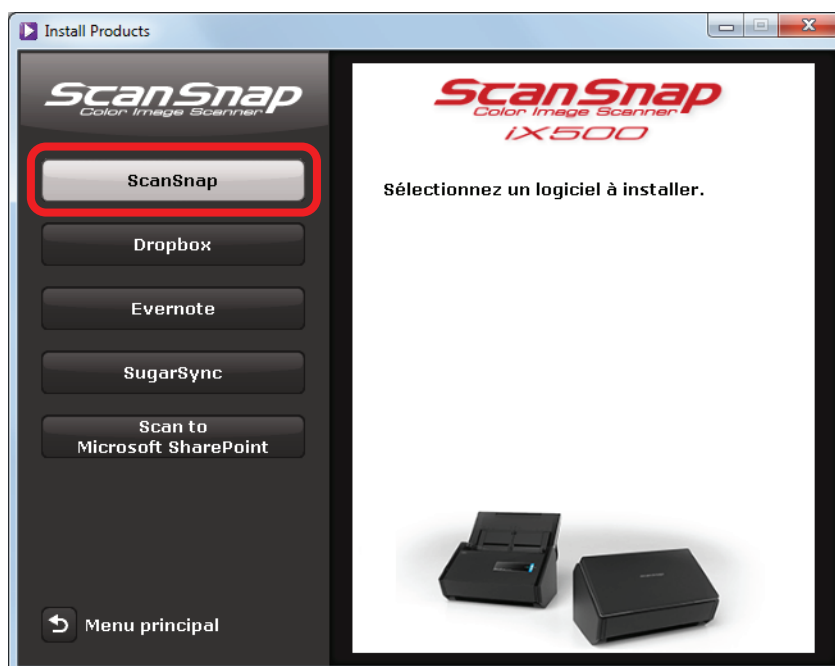 Install Products
ScanSnap
Color Image Scanner
ScanSnap
Dropbox
Evernote
SugarSync
Scan to
Microsoft SharePoint
Menu principal
ScanSnap
Color Image Scanner
iX500
Sélectionnez un logiciel à installer.